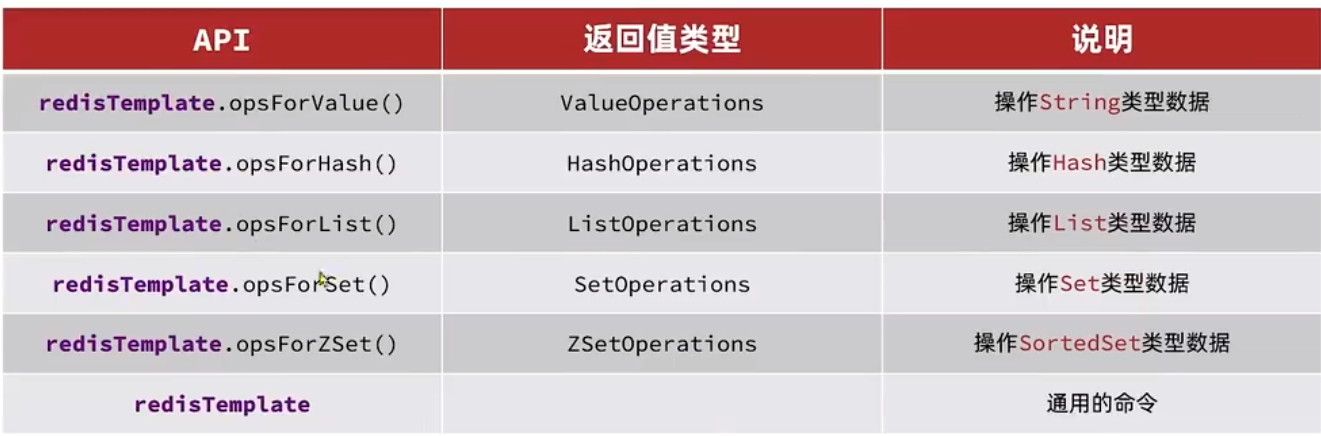 API 返回值类型 说明
redisTemplate.opsForValue() ValueOperations 操作String类型数据
redisTemplate.opsForHash() HashOperations 操作Hash类型数据
redisTemplate.opsForList() ListOperations 操作List类型数据
redisTemplate.opsForSet() SetOperations 操作Set类型数据
redisTemplate.opsForZSet() ZSetOperations 操作SortedSet类型数据
redisTemplate 通用的命令